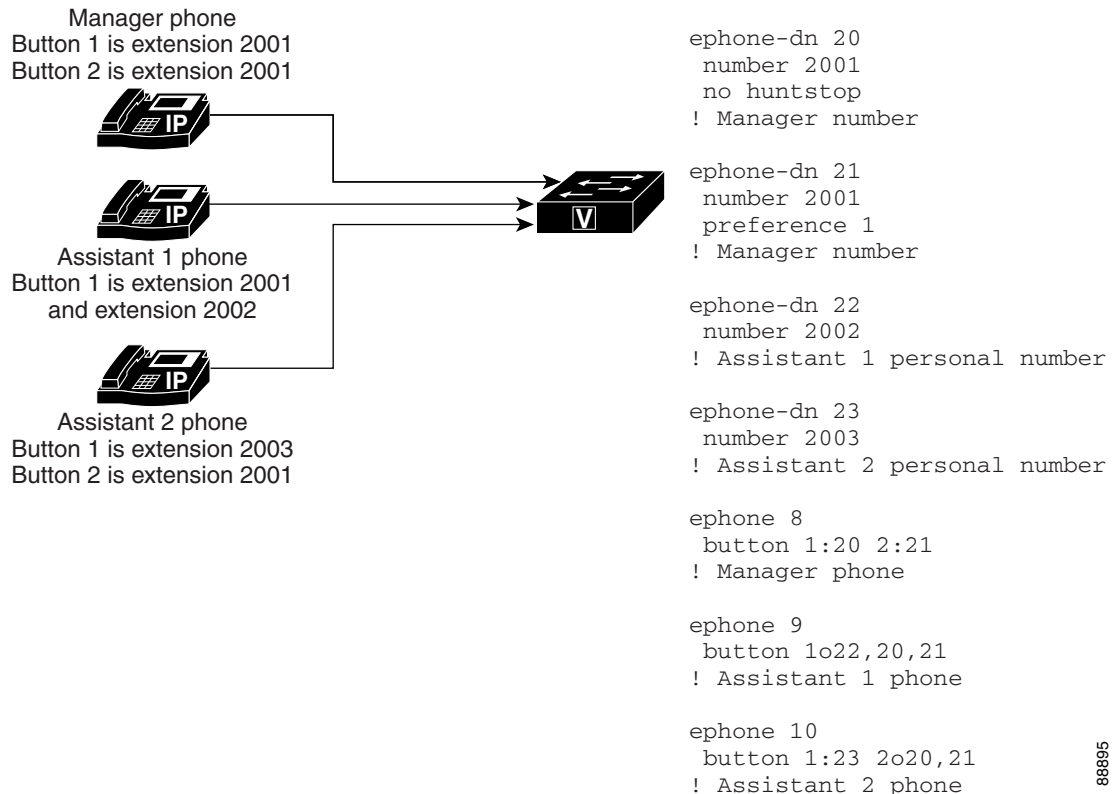 Manager phone
Button 1 is extension 2001
Button 2 is extension 2001
IP
IP
Assistant 1 phone
Button 1 is extension 2001
and extension 2002
IP
Assistant 2 phone
Button 1 is extension 2003
Button 2 is extension 2001
V
ephone-dn 20
 number 2001
 no huntstop
! Manager number
ephone-dn 21
 number 2001
 preference 1
! Manager number
ephone-dn 22
 number 2002
! Assistant 1 personal number
ephone-dn 23
 number 2003
! Assistant 2 personal number
ephone 8
 button 1:20 2:21
! Manager phone
ephone 9
 button 1o22,20,21
! Assistant 1 phone
ephone 10
 button 1:23 2o20,21
! Assistant 2 phone
88895